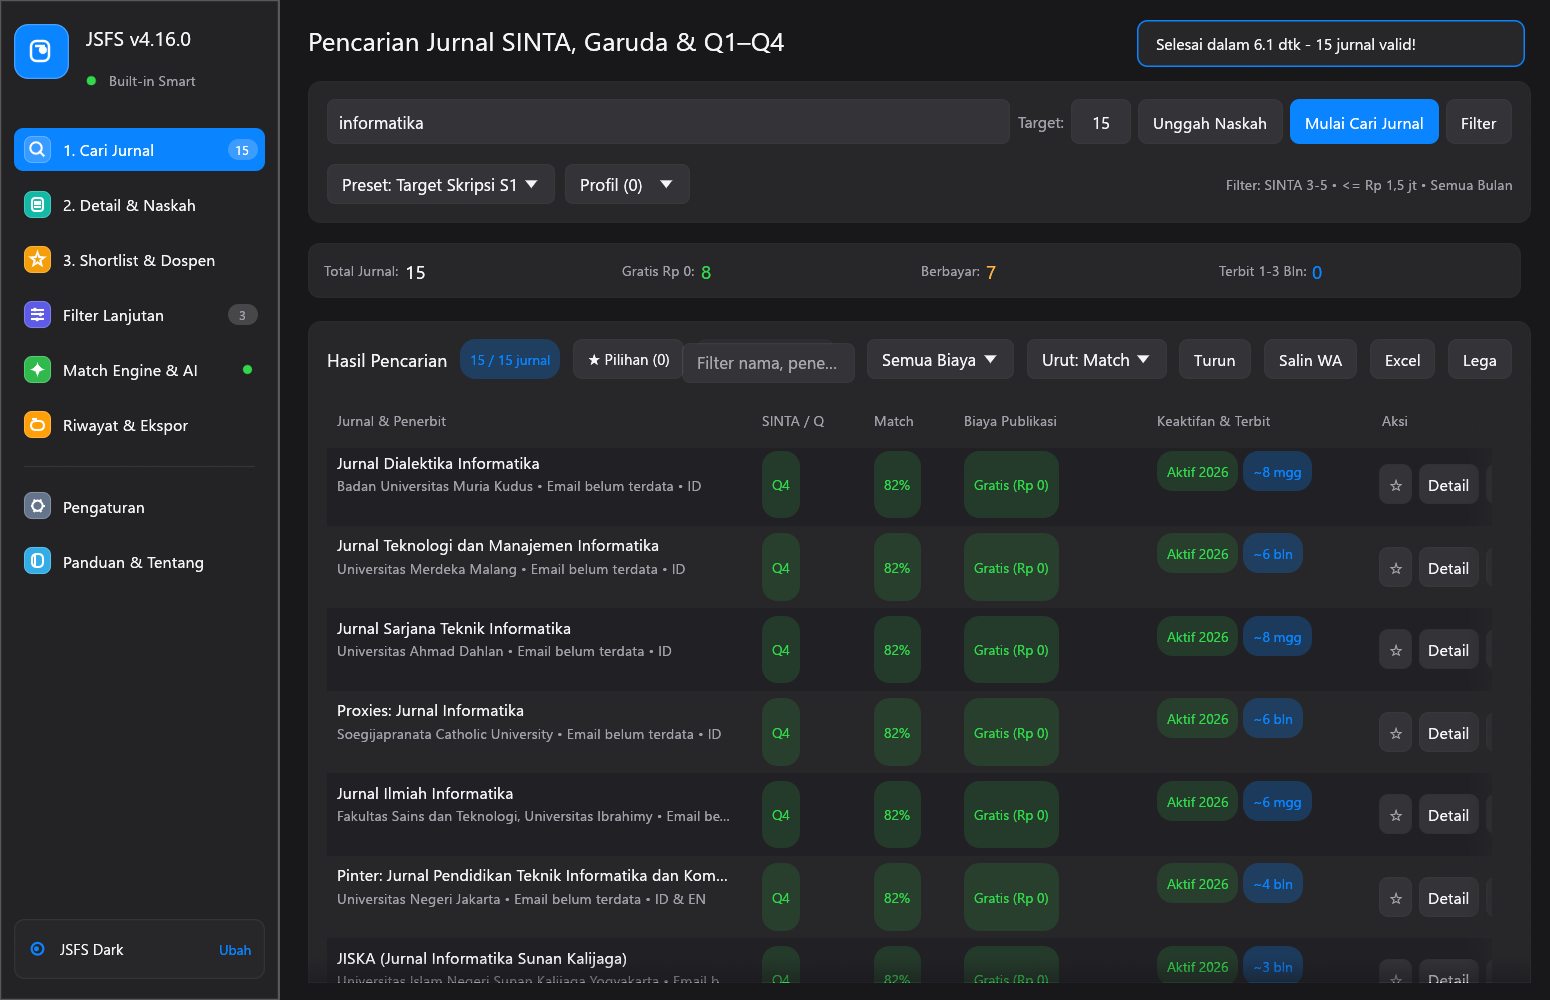 JSFS v4.16.0
Built-in Smart
1. Cari Jurnal 15
2. Detail & Naskah
3. Shortlist & Dospen
Filter Lanjutan 3
Match Engine & AI
Riwayat & Ekspor
Pengaturan
Panduan & Tentang
JSFS Dark Ubah
Pencarian Jurnal SINTA, Garuda & Q1–Q4
Selesai dalam 6.1 dtk - 15 jurnal valid!
informatika Target: 15 Unggah Naskah Mulai Cari Jurnal Filter
Preset: Target Skripsi S1 ▼ Profil (0) ▼ Filter: SINTA 3-5 • <= Rp 1,5 jt • Semua Bulan
Total Jurnal: 15 Gratis Rp 0: 8 Berbayar: 7 Terbit 1-3 Bln: 0
Hasil Pencarian 15 / 15 jurnal ★ Pilihan (0) Filter nama, pene... Semua Biaya ▼ Urut: Match ▼ Turun Salin WA Excel Lega
Jurnal & Penerbit SINTA / Q Match Biaya Publikasi Keaktifan & Terbit Aksi
Jurnal Dialektika Informatika
Badan Universitas Muria Kudus • Email belum terdata • ID
Q4 82% Gratis (Rp 0) Aktif 2026 ~8 mgg ☆ Detail
Jurnal Teknologi dan Manajemen Informatika
Universitas Merdeka Malang • Email belum terdata • ID
Q4 82% Gratis (Rp 0) Aktif 2026 ~6 bln ☆ Detail
Jurnal Sarjana Teknik Informatika
Universitas Ahmad Dahlan • Email belum terdata • ID
Q4 82% Gratis (Rp 0) Aktif 2026 ~8 mgg ☆ Detail
Proxies: Jurnal Informatika
Soegijapranata Catholic University • Email belum terdata • ID
Q4 82% Gratis (Rp 0) Aktif 2026 ~6 bln ☆ Detail
Jurnal Ilmiah Informatika
Fakultas Sains dan Teknologi, Universitas Ibrahimy • Email be...
Q4 82% Gratis (Rp 0) Aktif 2026 ~6 mgg ☆ Detail
Pinter: Jurnal Pendidikan Teknik Informatika dan Kom...
Universitas Negeri Jakarta • Email belum terdata • ID & EN
Q4 82% Gratis (Rp 0) Aktif 2026 ~4 bln ☆ Detail
JISKA (Jurnal Informatika Sunan Kalijaga)
Universitas Islam Negeri Sunan Kalijaga Yogyakarta • Email b...
Q4 82% Gratis (Rp 0) Aktif 2026 ~3 bln ☆ Detail